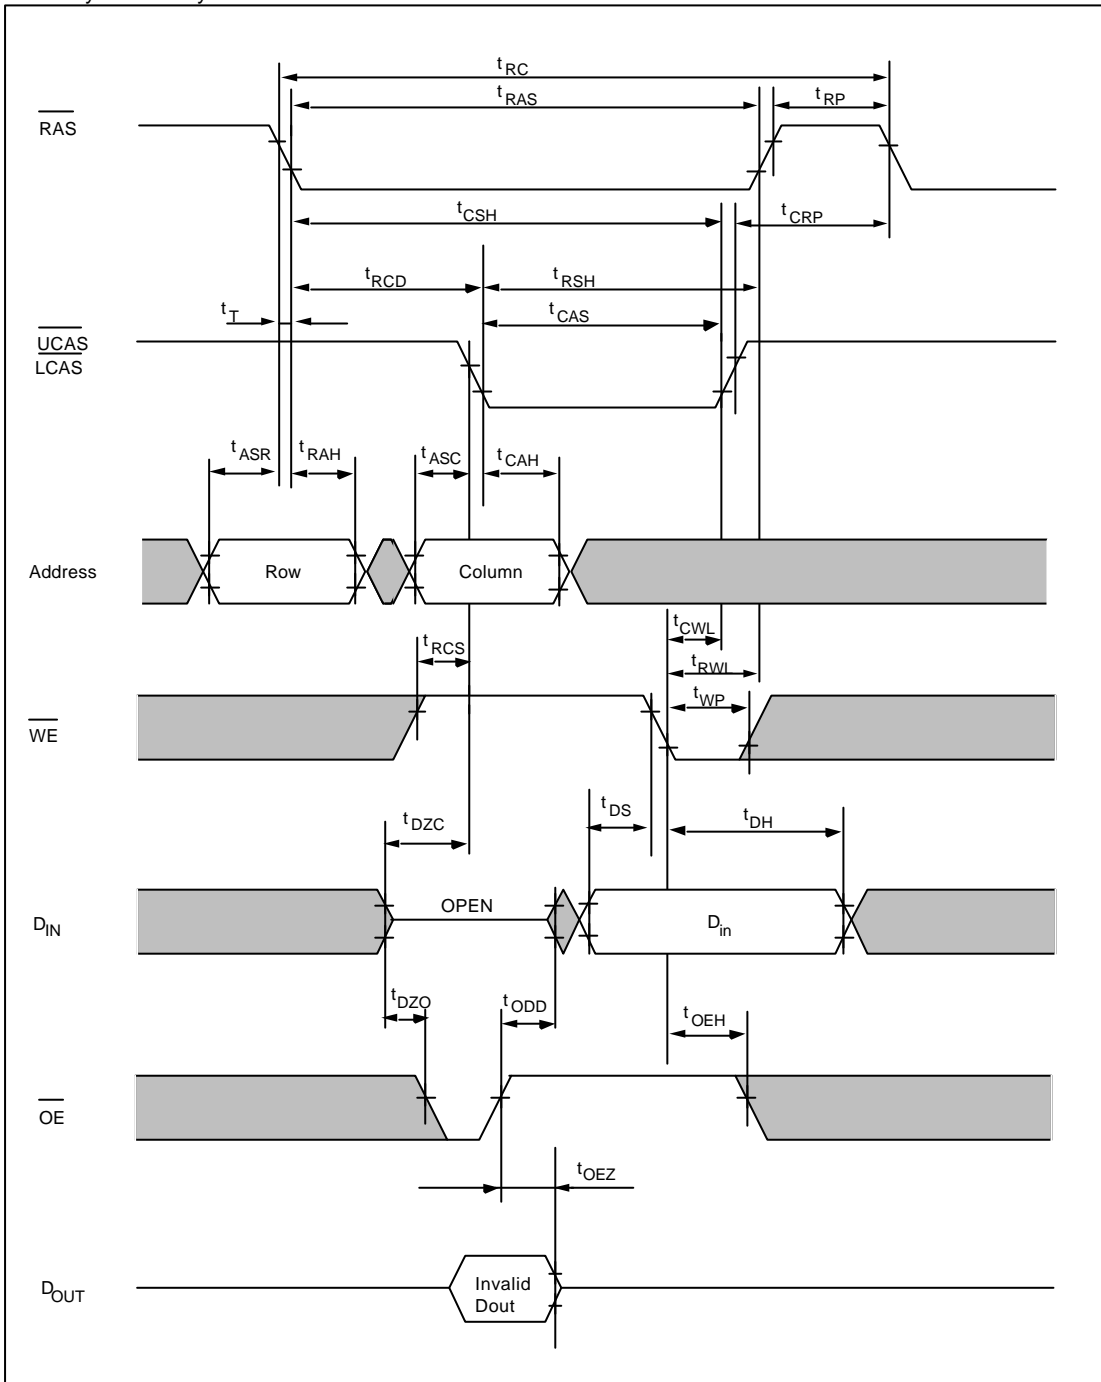 tRC
tRAS
tRP
RAS
tCSH
tCRP
tRCD
tRSH
tT
tCAS
UCAS
LCAS
tASR
tRAH
tASC
tCAH
Address
Row
Column
tCWL
tRCS
tRWL
tWP
WE
tDS
tDZC
tDH
OPEN
DIN
Din
tDZO
tODD
tOEH
OE
tOEZ
DOUT
Invalid
Dout